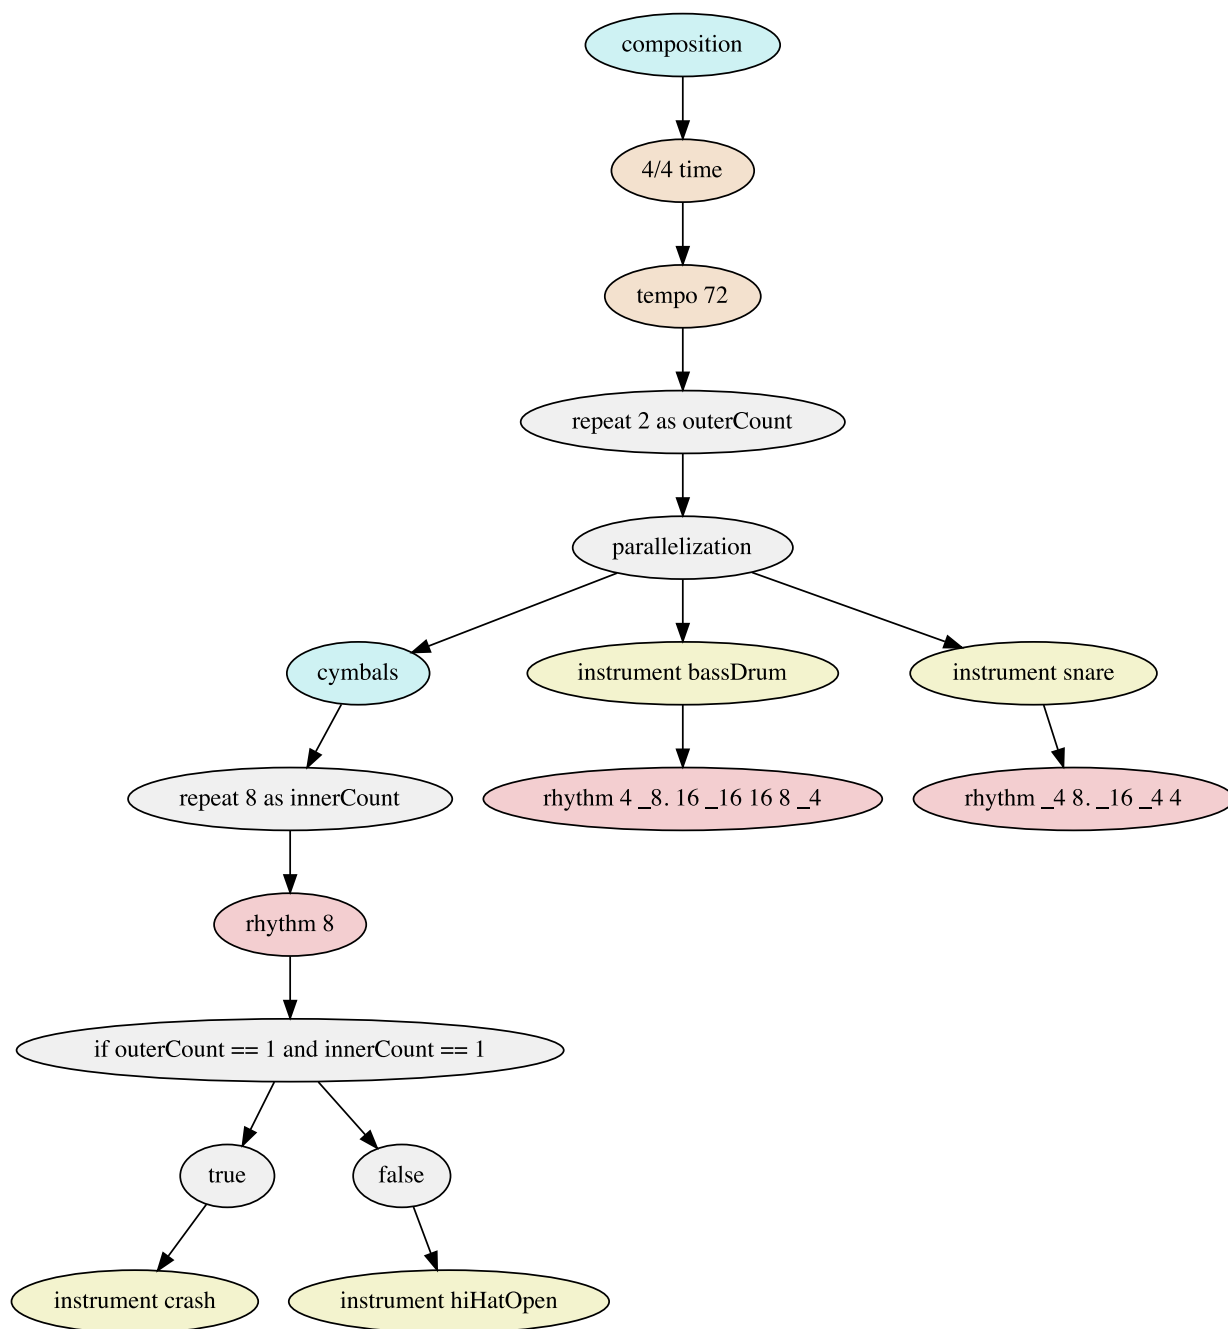 composition
4/4 time
tempo 72
repeat 2 as outerCount
parallelization
cymbals
instrument bassDrum
instrument snare
repeat 8 as innerCount
rhythm 4 _8. 16 _16 16 8 _4
rhythm _4 8. _16 _4 4
rhythm 8
if outerCount == 1 and innerCount == 1
true
false
instrument crash
instrument hiHatOpen